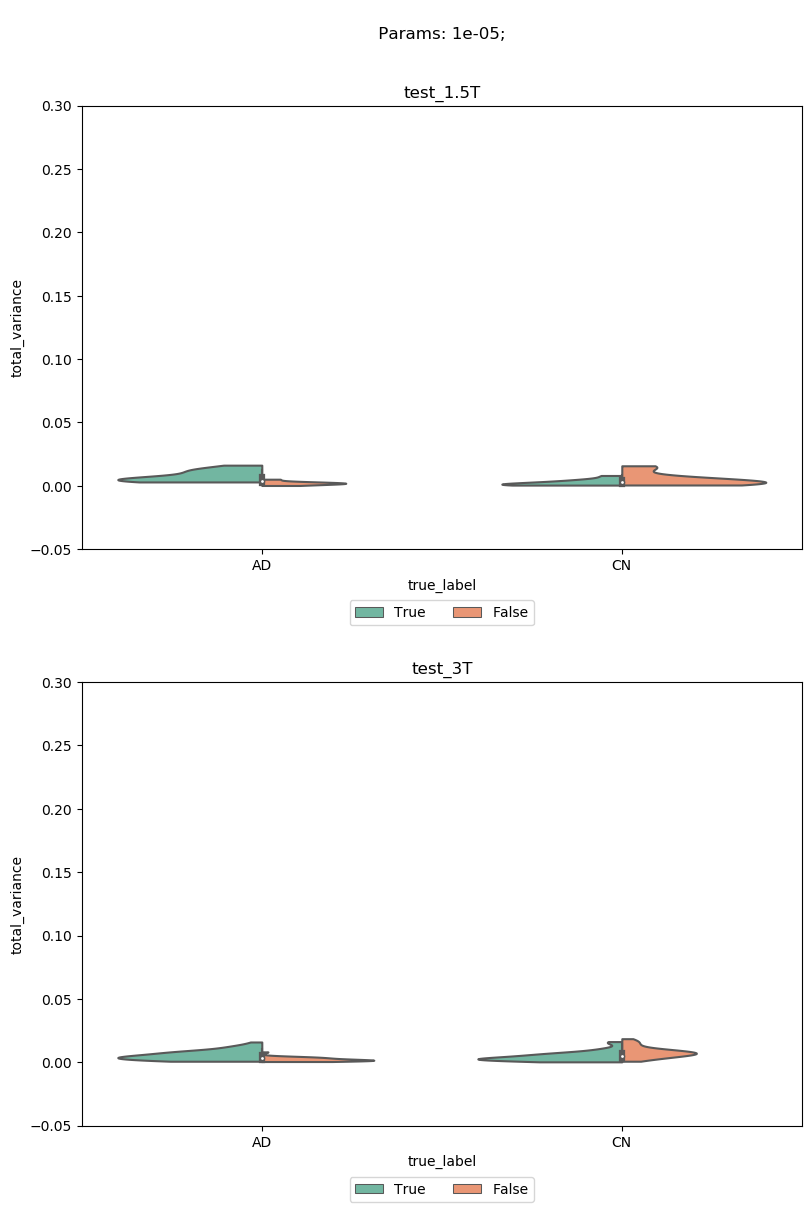 Params: 1e-05;
test_1.5T
0.30
0.25
0.20
0.15
0.10
0.05
0.00
−0.05
total_variance
AD CN
true_label
True False
test_3T
0.30
0.25
0.20
0.15
0.10
0.05
0.00
−0.05
total_variance
AD CN
true_label
True False